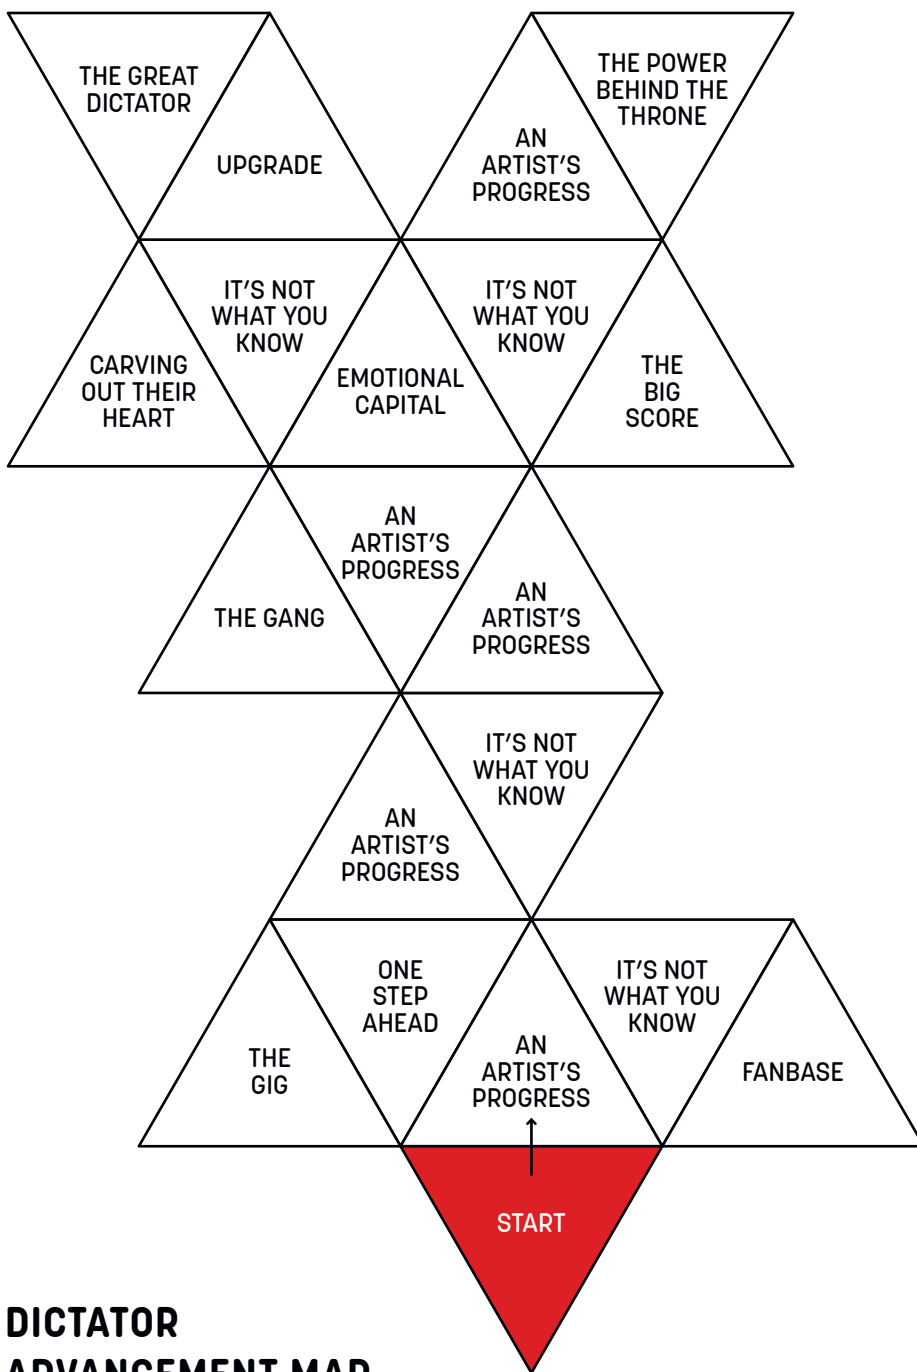 THE GREAT
DICTATOR
UPGRADE
AN
ARTIST'S
PROGRESS
THE POWER
BEHIND THE
THRONE
CARVING
OUT THEIR
HEART
IT'S NOT
WHAT YOU
KNOW
EMOTIONAL
CAPITAL
IT'S NOT
WHAT YOU
KNOW
THE
BIG
SCORE
THE GANG
AN
ARTIST'S
PROGRESS
AN
ARTIST'S
PROGRESS
AN
ARTIST'S
PROGRESS
IT'S NOT
WHAT YOU
KNOW
THE
GIG
ONE
STEP
AHEAD
AN
ARTIST'S
PROGRESS
IT'S NOT
WHAT YOU
KNOW
FANBASE
START
DICTATOR
ADVANCEMENT MAP